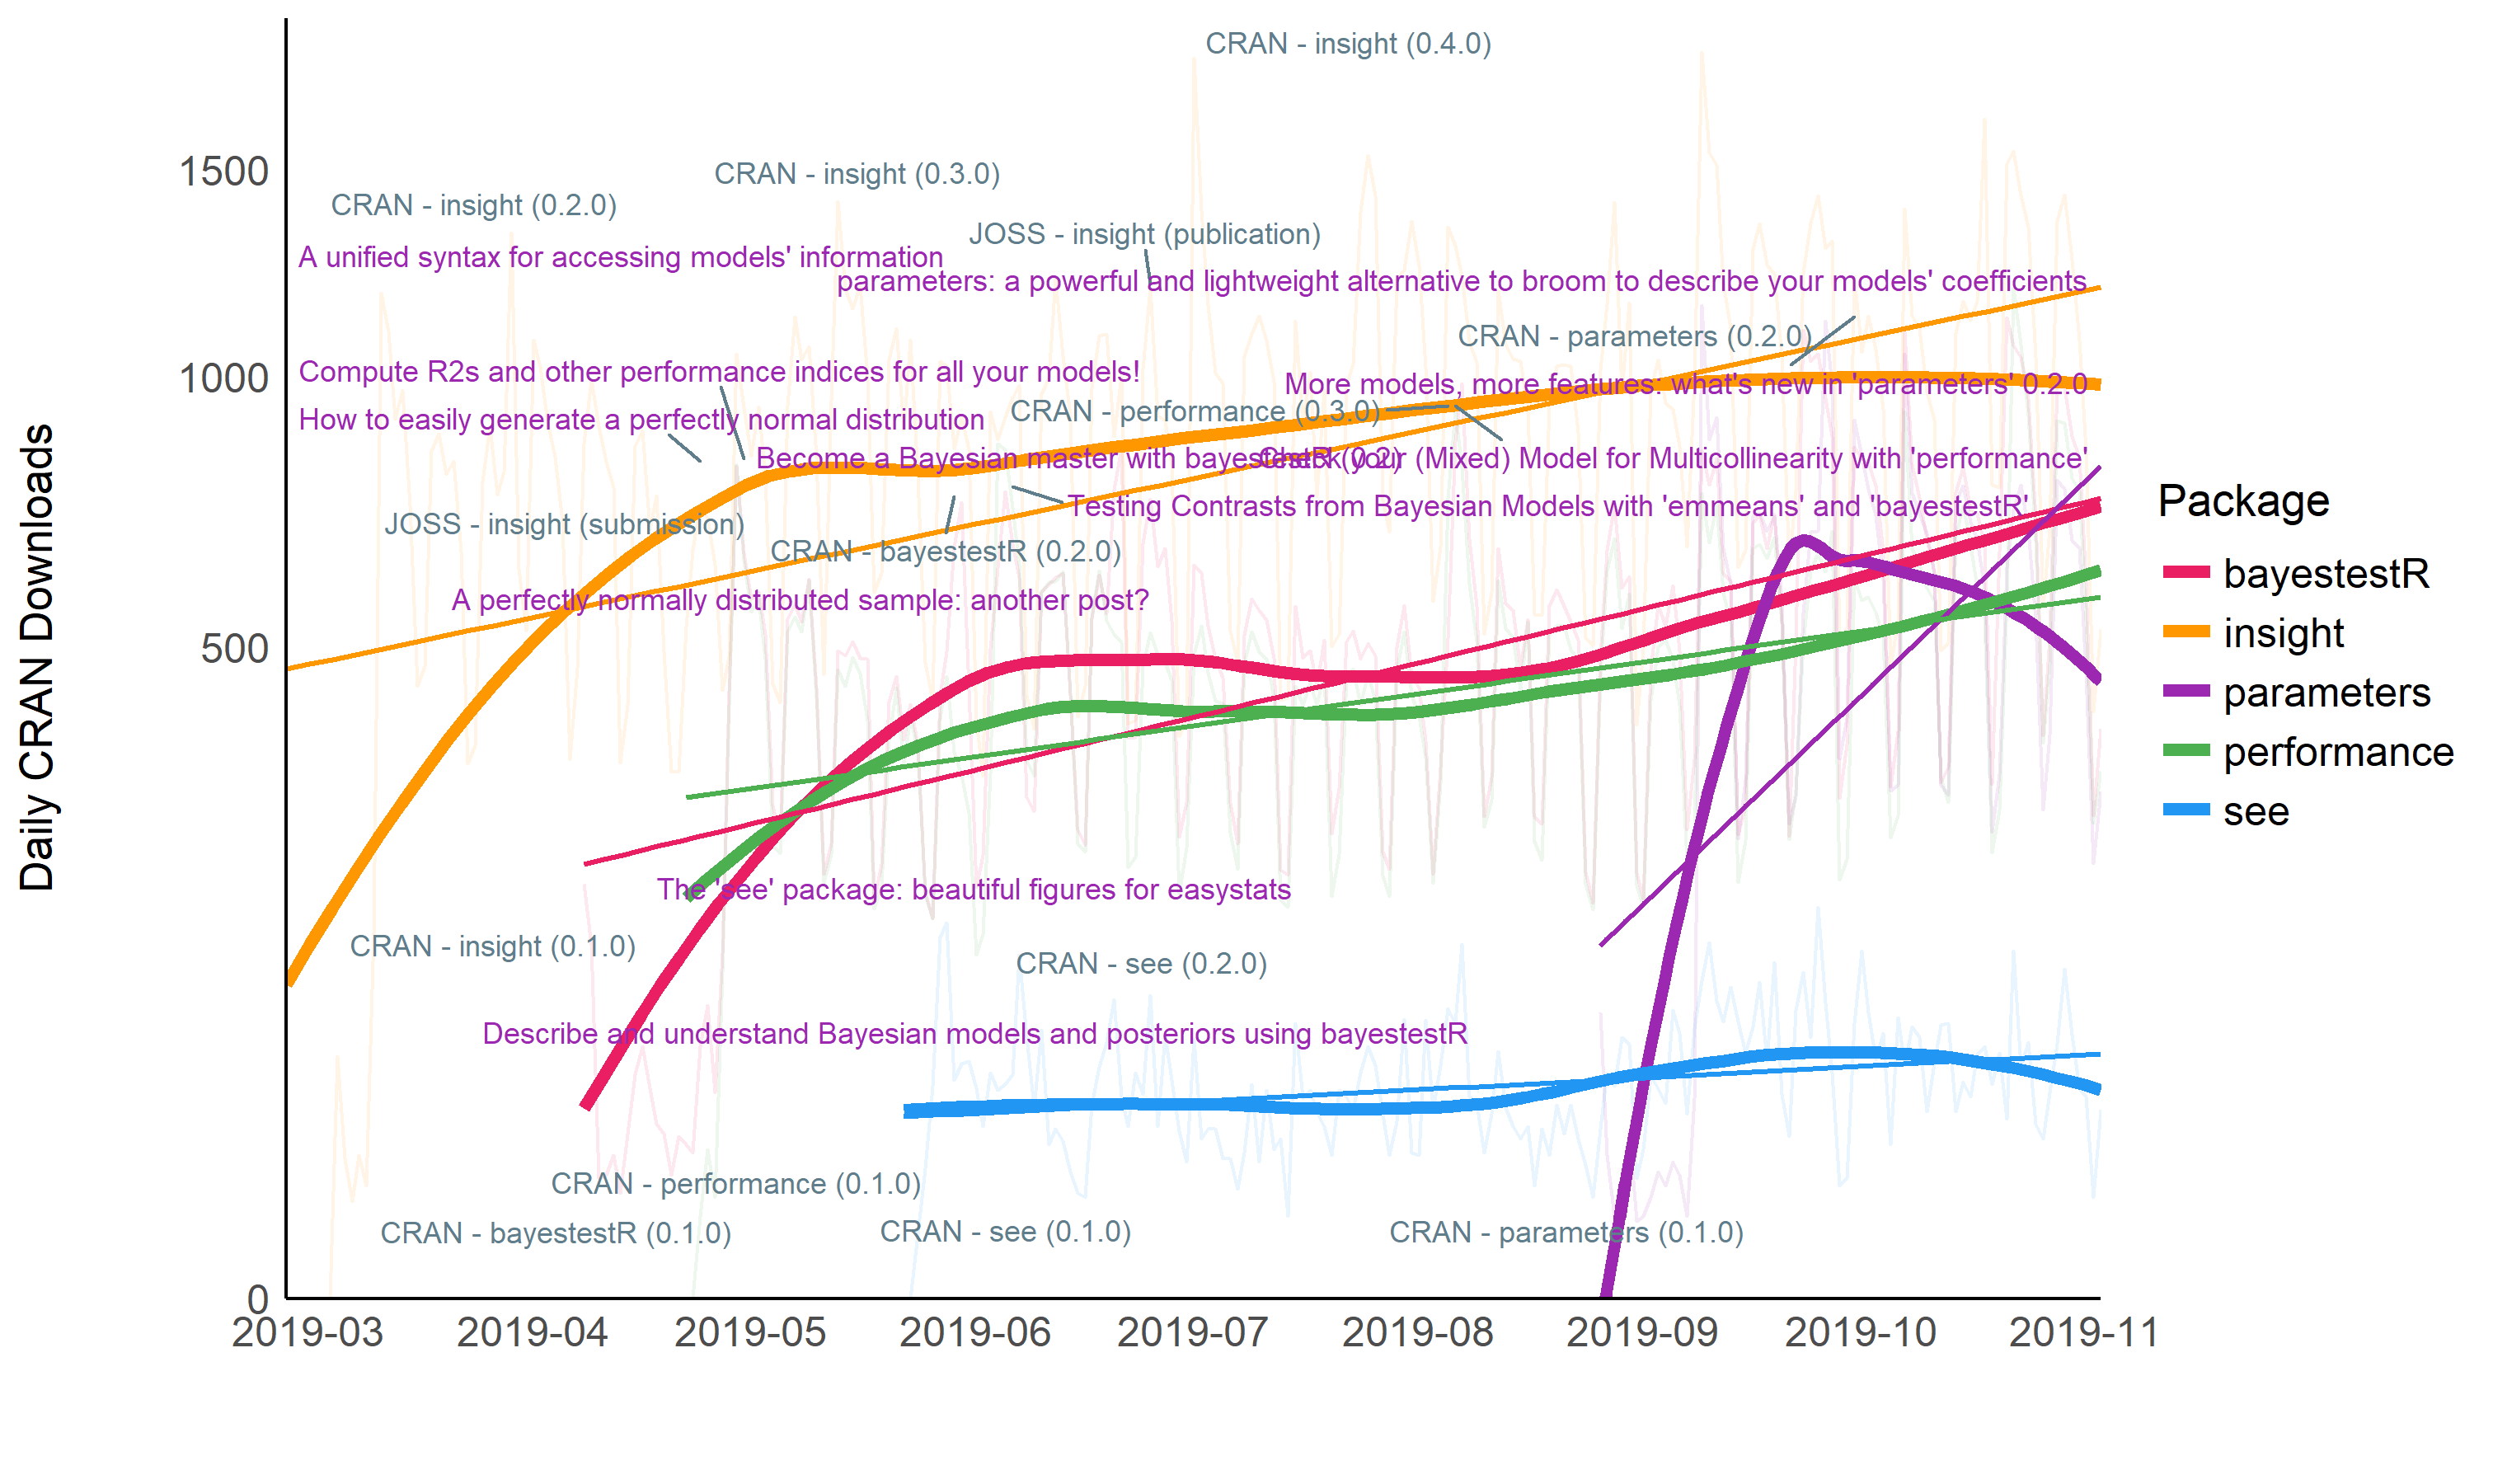 CRAN - insight (0.4.0)
1500
CRAN - insight (0.3.0)
CRAN - insight (0.2.0)
JOSS - insight (publication)
A unified syntax for accessing models' information
parameters: a powerful and lightweight alternative to broom to describe your models' coefficients
CRAN - parameters (0.2.0)
1000
Compute R2s and other performance indices for all your models!
More models, more features: what's new in 'parameters' 0.2.0
CRAN - performance (0.3.0)
How to easily generate a perfectly normal distribution
Become a Bayesian master with bayestestR (0.2)
Check your (Mixed) Model for Multicollinearity with 'performance'
Testing Contrasts from Bayesian Models with 'emmeans' and 'bayestestR'
JOSS - insight (submission)
CRAN - bayestestR (0.2.0)
A perfectly normally distributed sample: another post?
500
The 'see' package: beautiful figures for easystats
CRAN - insight (0.1.0)
CRAN - see (0.2.0)
Describe and understand Bayesian models and posteriors using bayestestR
CRAN - performance (0.1.0)
CRAN - bayestestR (0.1.0)
CRAN - see (0.1.0)
CRAN - parameters (0.1.0)
0
2019-03 2019-04 2019-05 2019-06 2019-07 2019-08 2019-09 2019-10 2019-11
Daily CRAN Downloads
Package
bayestestR
insight
parameters
performance
see